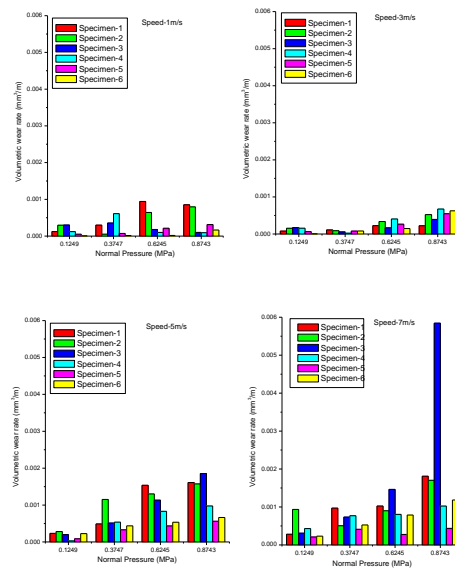 Speed-1m/s
Specimen-1
Specimen-2
Specimen-3
Specimen-4
Specimen-5
Specimen-6
Volumetric wear rate (mm³/m)
0.006
0.005
0.004
0.003
0.002
0.001
0.000
0.1249 0.3747 0.6245 0.8743
Normal Pressure (MPa)
Speed-3m/s
Specimen-1
Specimen-2
Specimen-3
Specimen-4
Specimen-5
Specimen-6
Volumetric wear rate (mm³/m)
0.006
0.005
0.004
0.003
0.002
0.001
0.000
0.1249 0.3747 0.6245 0.8743
Normal Pressure (MPa)
Speed-5m/s
Specimen-1
Specimen-2
Specimen-3
Specimen-4
Specimen-5
Specimen-6
Volumetric wear rate (mm³/m)
0.006
0.005
0.004
0.003
0.002
0.001
0.000
0.1249 0.3747 0.6245 0.8743
Normal Pressure (MPa)
Speed-7m/s
Specimen-1
Specimen-2
Specimen-3
Specimen-4
Specimen-5
Specimen-6
Volumetric wear rate (mm³/m)
0.006
0.005
0.004
0.003
0.002
0.001
0.000
0.1249 0.3747 0.6245 0.8743
Normal Pressure (MPa)